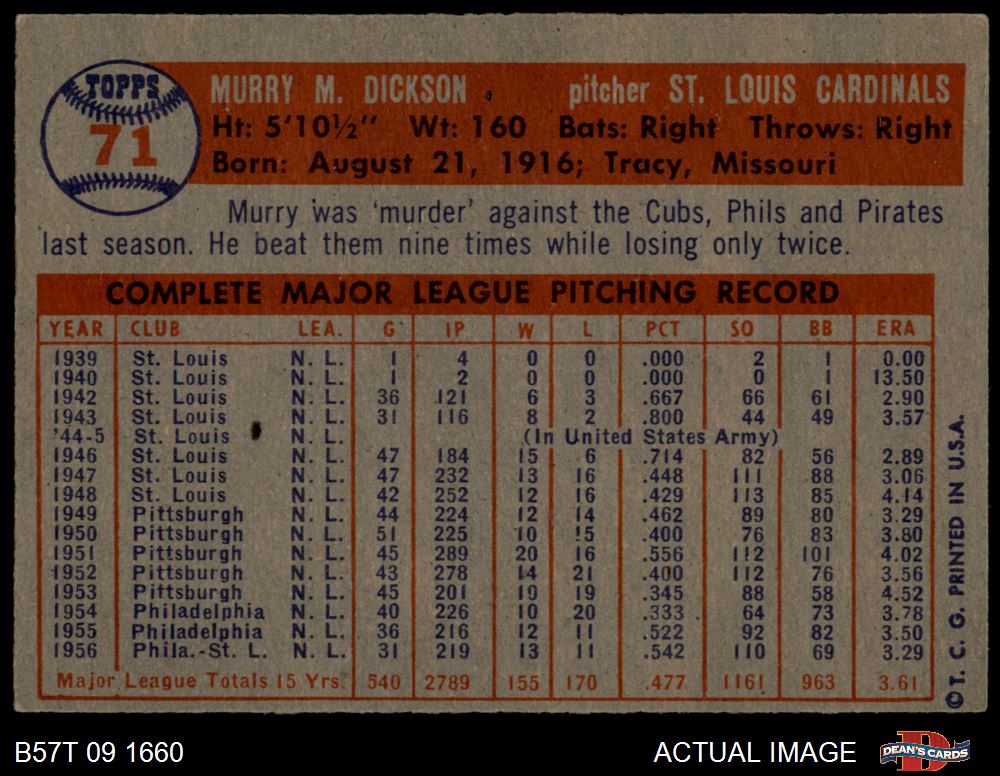 TOPPS
71
MURRY M. DICKSON pitcher ST. LOUIS CARDINALS
Ht: 5'10½" Wt: 160 Bats: Right Throws: Right
Born: August 21, 1916; Tracy, Missouri
Murry was 'murder' against the Cubs, Phils and Pirates
last season. He beat them nine times while losing only twice.
COMPLETE MAJOR LEAGUE PITCHING RECORD
YEAR CLUB LEA. G IP W L PCT SO BB ERA
1939 St. Louis N. L. 1 4 0 0 .000 2 1 0.00
1940 St. Louis N. L. 1 2 0 0 .000 0 1 13.50
1942 St. Louis N. L. 36 121 6 3 .667 66 61 2.90
1943 St. Louis N. L. 31 116 8 2 .800 44 49 3.57
'44-5 St. Louis N. L. (In United States Army)
1946 St. Louis N. L. 47 184 15 6 .714 82 56 2.89
1947 St. Louis N. L. 47 232 13 16 .448 111 88 3.06
1948 St. Louis N. L. 42 252 12 16 .429 113 85 4.14
1949 Pittsburgh N. L. 44 224 12 14 .462 89 80 3.29
1950 Pittsburgh N. L. 51 225 10 15 .400 76 83 3.80
1951 Pittsburgh N. L. 45 289 20 16 .556 112 101 4.02
1952 Pittsburgh N. L. 43 278 14 21 .400 112 76 3.56
1953 Pittsburgh N. L. 45 201 10 19 .345 88 58 4.52
1954 Philadelphia N. L. 40 226 10 20 .333 64 73 3.78
1955 Philadelphia N. L. 36 216 12 11 .522 92 82 3.50
1956 Phila.-St. L. N. L. 31 219 13 11 .542 110 69 3.29
Major League Totals 15 Yrs. 540 2789 155 170 .477 1161 963 3.61
©T. C. G. PRINTED IN U.S.A.
B57T 09 1660
ACTUAL IMAGE
D
DEAN'S CARDS